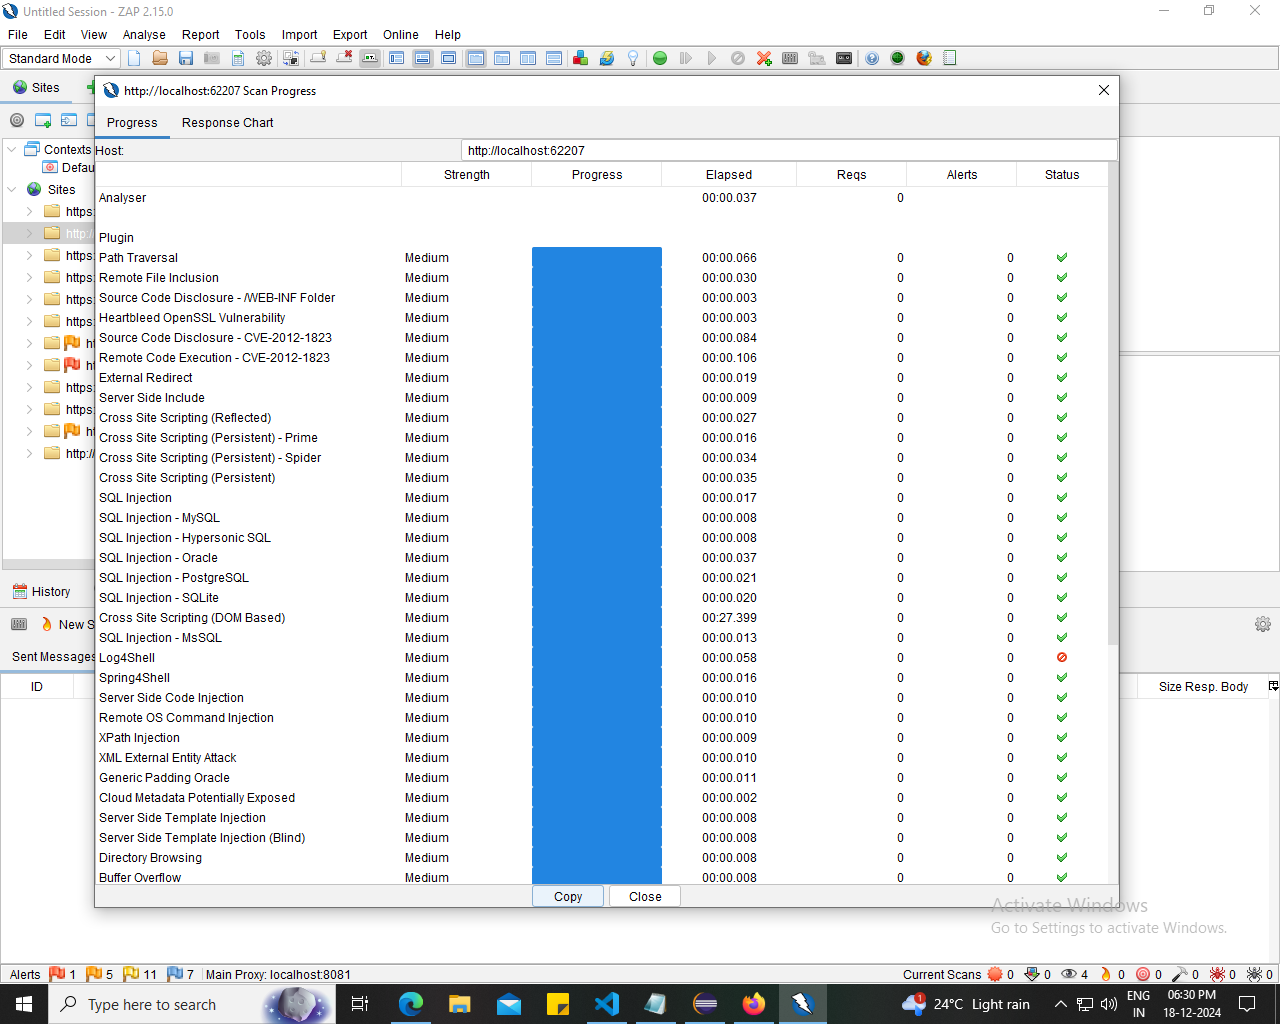 Untitled Session - ZAP 2.15.0
File Edit View Analyse Report Tools Import Export Online Help
Standard Mode
Sites
http://localhost:62207 Scan Progress
Progress Response Chart
Host: http://localhost:62207
Contexts
Defau
Sites
https:
http:/
https:
https:
https:
https:
ht
ht
https:
https:
ht
http:/
Strength Progress Elapsed Reqs Alerts Status
Analyser 00:00.037 0
Plugin
Path Traversal Medium 00:00.066 0 0
Remote File Inclusion Medium 00:00.030 0 0
Source Code Disclosure - /WEB-INF Folder Medium 00:00.003 0 0
Heartbleed OpenSSL Vulnerability Medium 00:00.003 0 0
Source Code Disclosure - CVE-2012-1823 Medium 00:00.084 0 0
Remote Code Execution - CVE-2012-1823 Medium 00:00.106 0 0
External Redirect Medium 00:00.019 0 0
Server Side Include Medium 00:00.009 0 0
Cross Site Scripting (Reflected) Medium 00:00.027 0 0
Cross Site Scripting (Persistent) - Prime Medium 00:00.016 0 0
Cross Site Scripting (Persistent) - Spider Medium 00:00.034 0 0
Cross Site Scripting (Persistent) Medium 00:00.035 0 0
SQL Injection Medium 00:00.017 0 0
SQL Injection - MySQL Medium 00:00.008 0 0
SQL Injection - Hypersonic SQL Medium 00:00.008 0 0
SQL Injection - Oracle Medium 00:00.037 0 0
SQL Injection - PostgreSQL Medium 00:00.021 0 0
SQL Injection - SQLite Medium 00:00.020 0 0
Cross Site Scripting (DOM Based) Medium 00:27.399 0 0
SQL Injection - MsSQL Medium 00:00.013 0 0
Log4Shell Medium 00:00.058 0 0
Spring4Shell Medium 00:00.016 0 0
Server Side Code Injection Medium 00:00.010 0 0
Remote OS Command Injection Medium 00:00.010 0 0
XPath Injection Medium 00:00.009 0 0
XML External Entity Attack Medium 00:00.010 0 0
Generic Padding Oracle Medium 00:00.011 0 0
Cloud Metadata Potentially Exposed Medium 00:00.002 0 0
Server Side Template Injection Medium 00:00.008 0 0
Server Side Template Injection (Blind) Medium 00:00.008 0 0
Directory Browsing Medium 00:00.008 0 0
Buffer Overflow Medium 00:00.008 0 0
Copy Close
History
New S
Sent Messages
ID Size Resp. Body
Activate Windows
Go to Settings to activate Windows.
Alerts 1 5 11 7 Main Proxy: localhost:8081 Current Scans 0 0 4 0 0 0 0 0
Type here to search
1 24°C Light rain ENG IN 06:30 PM 18-12-2024